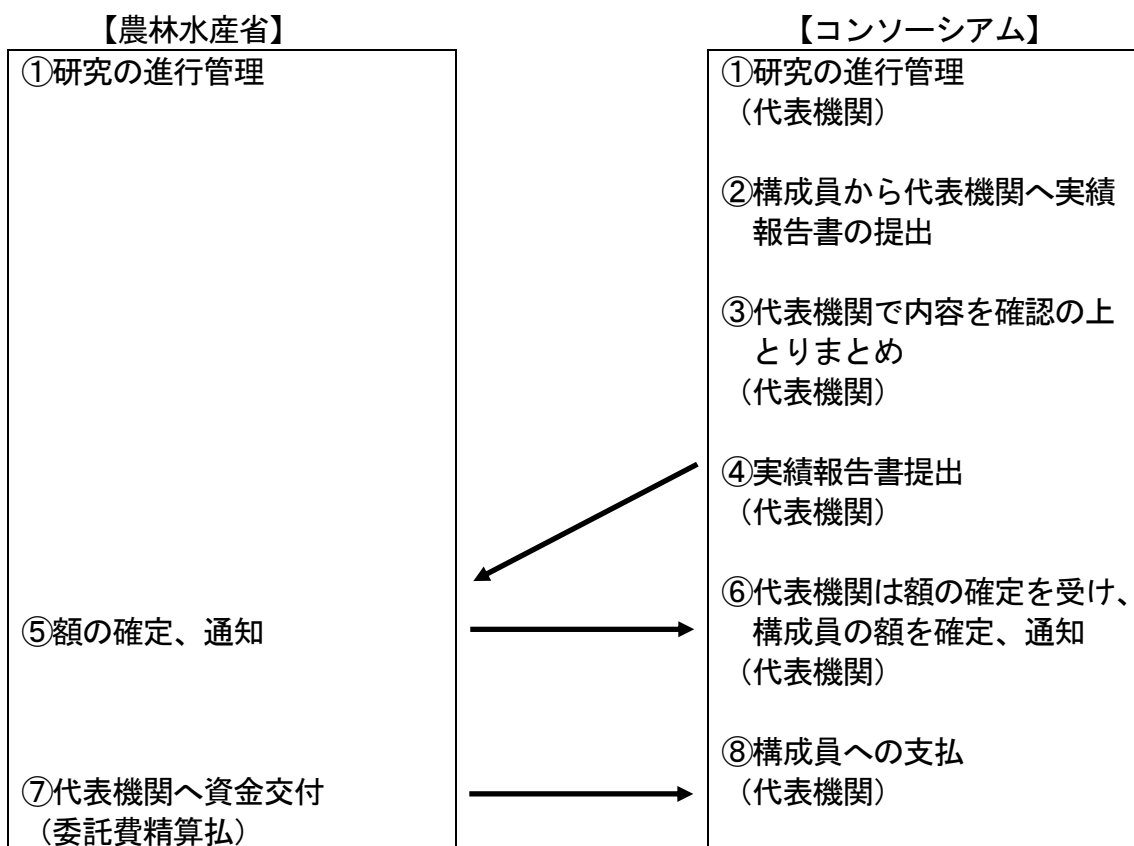 【農林水産省】
①研究の進行管理
⑤額の確定、通知
⑦代表機関へ資金交付
（委託費精算払）
【コンソーシアム】
①研究の進行管理
（代表機関）
②構成員から代表機関へ実績
報告書の提出
③代表機関で内容を確認の上
とりまとめ
（代表機関）
④実績報告書提出
（代表機関）
⑥代表機関は額の確定を受け、
構成員の額を確定、通知
（代表機関）
⑧構成員への支払
（代表機関）